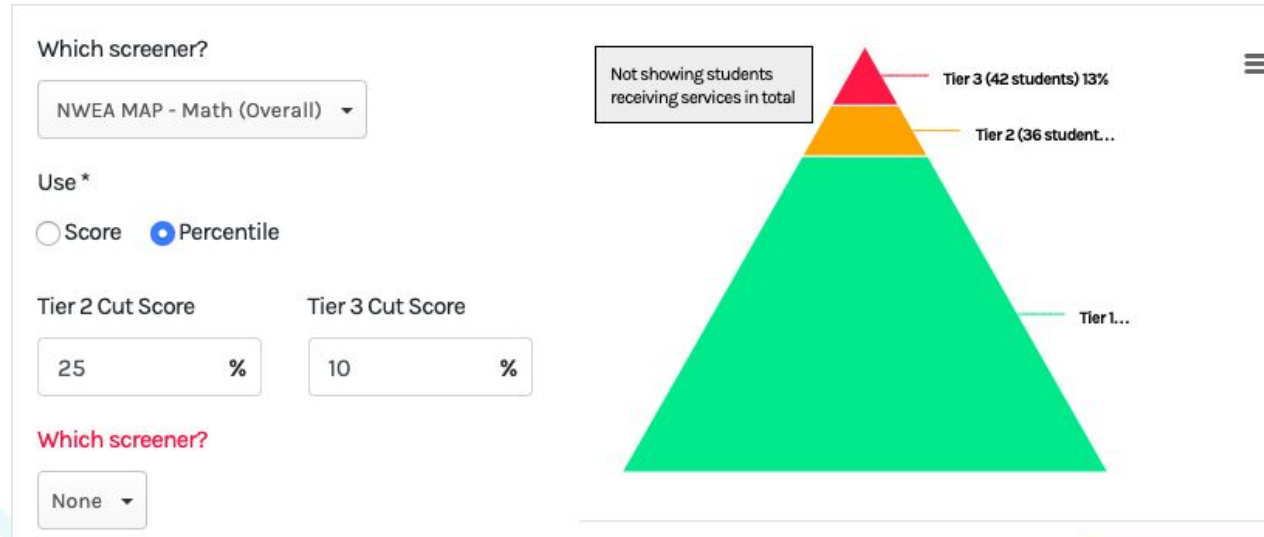 Which screener?
NWEA MAP - Math (Overall)
Use *
Score Percentile
Tier 2 Cut Score Tier 3 Cut Score
25 % 10 %
Which screener?
None
Not showing students
receiving services in total
Tier 3 (42 students) 13%
Tier 2 (36 student...
Tier 1...